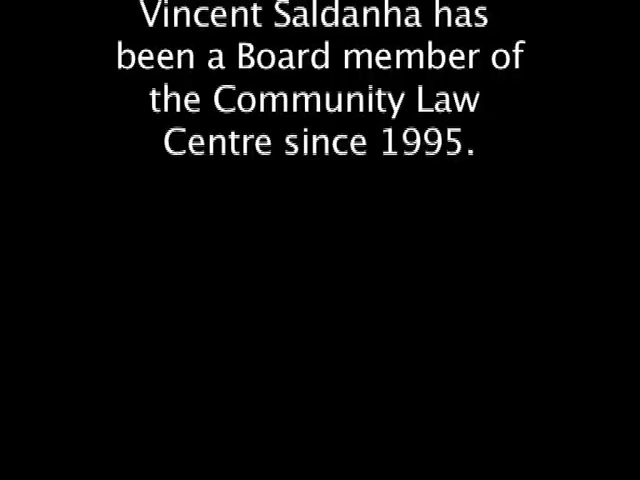 Vincent Saldanha has
been a Board member of
the Community Law
Centre since 1995.